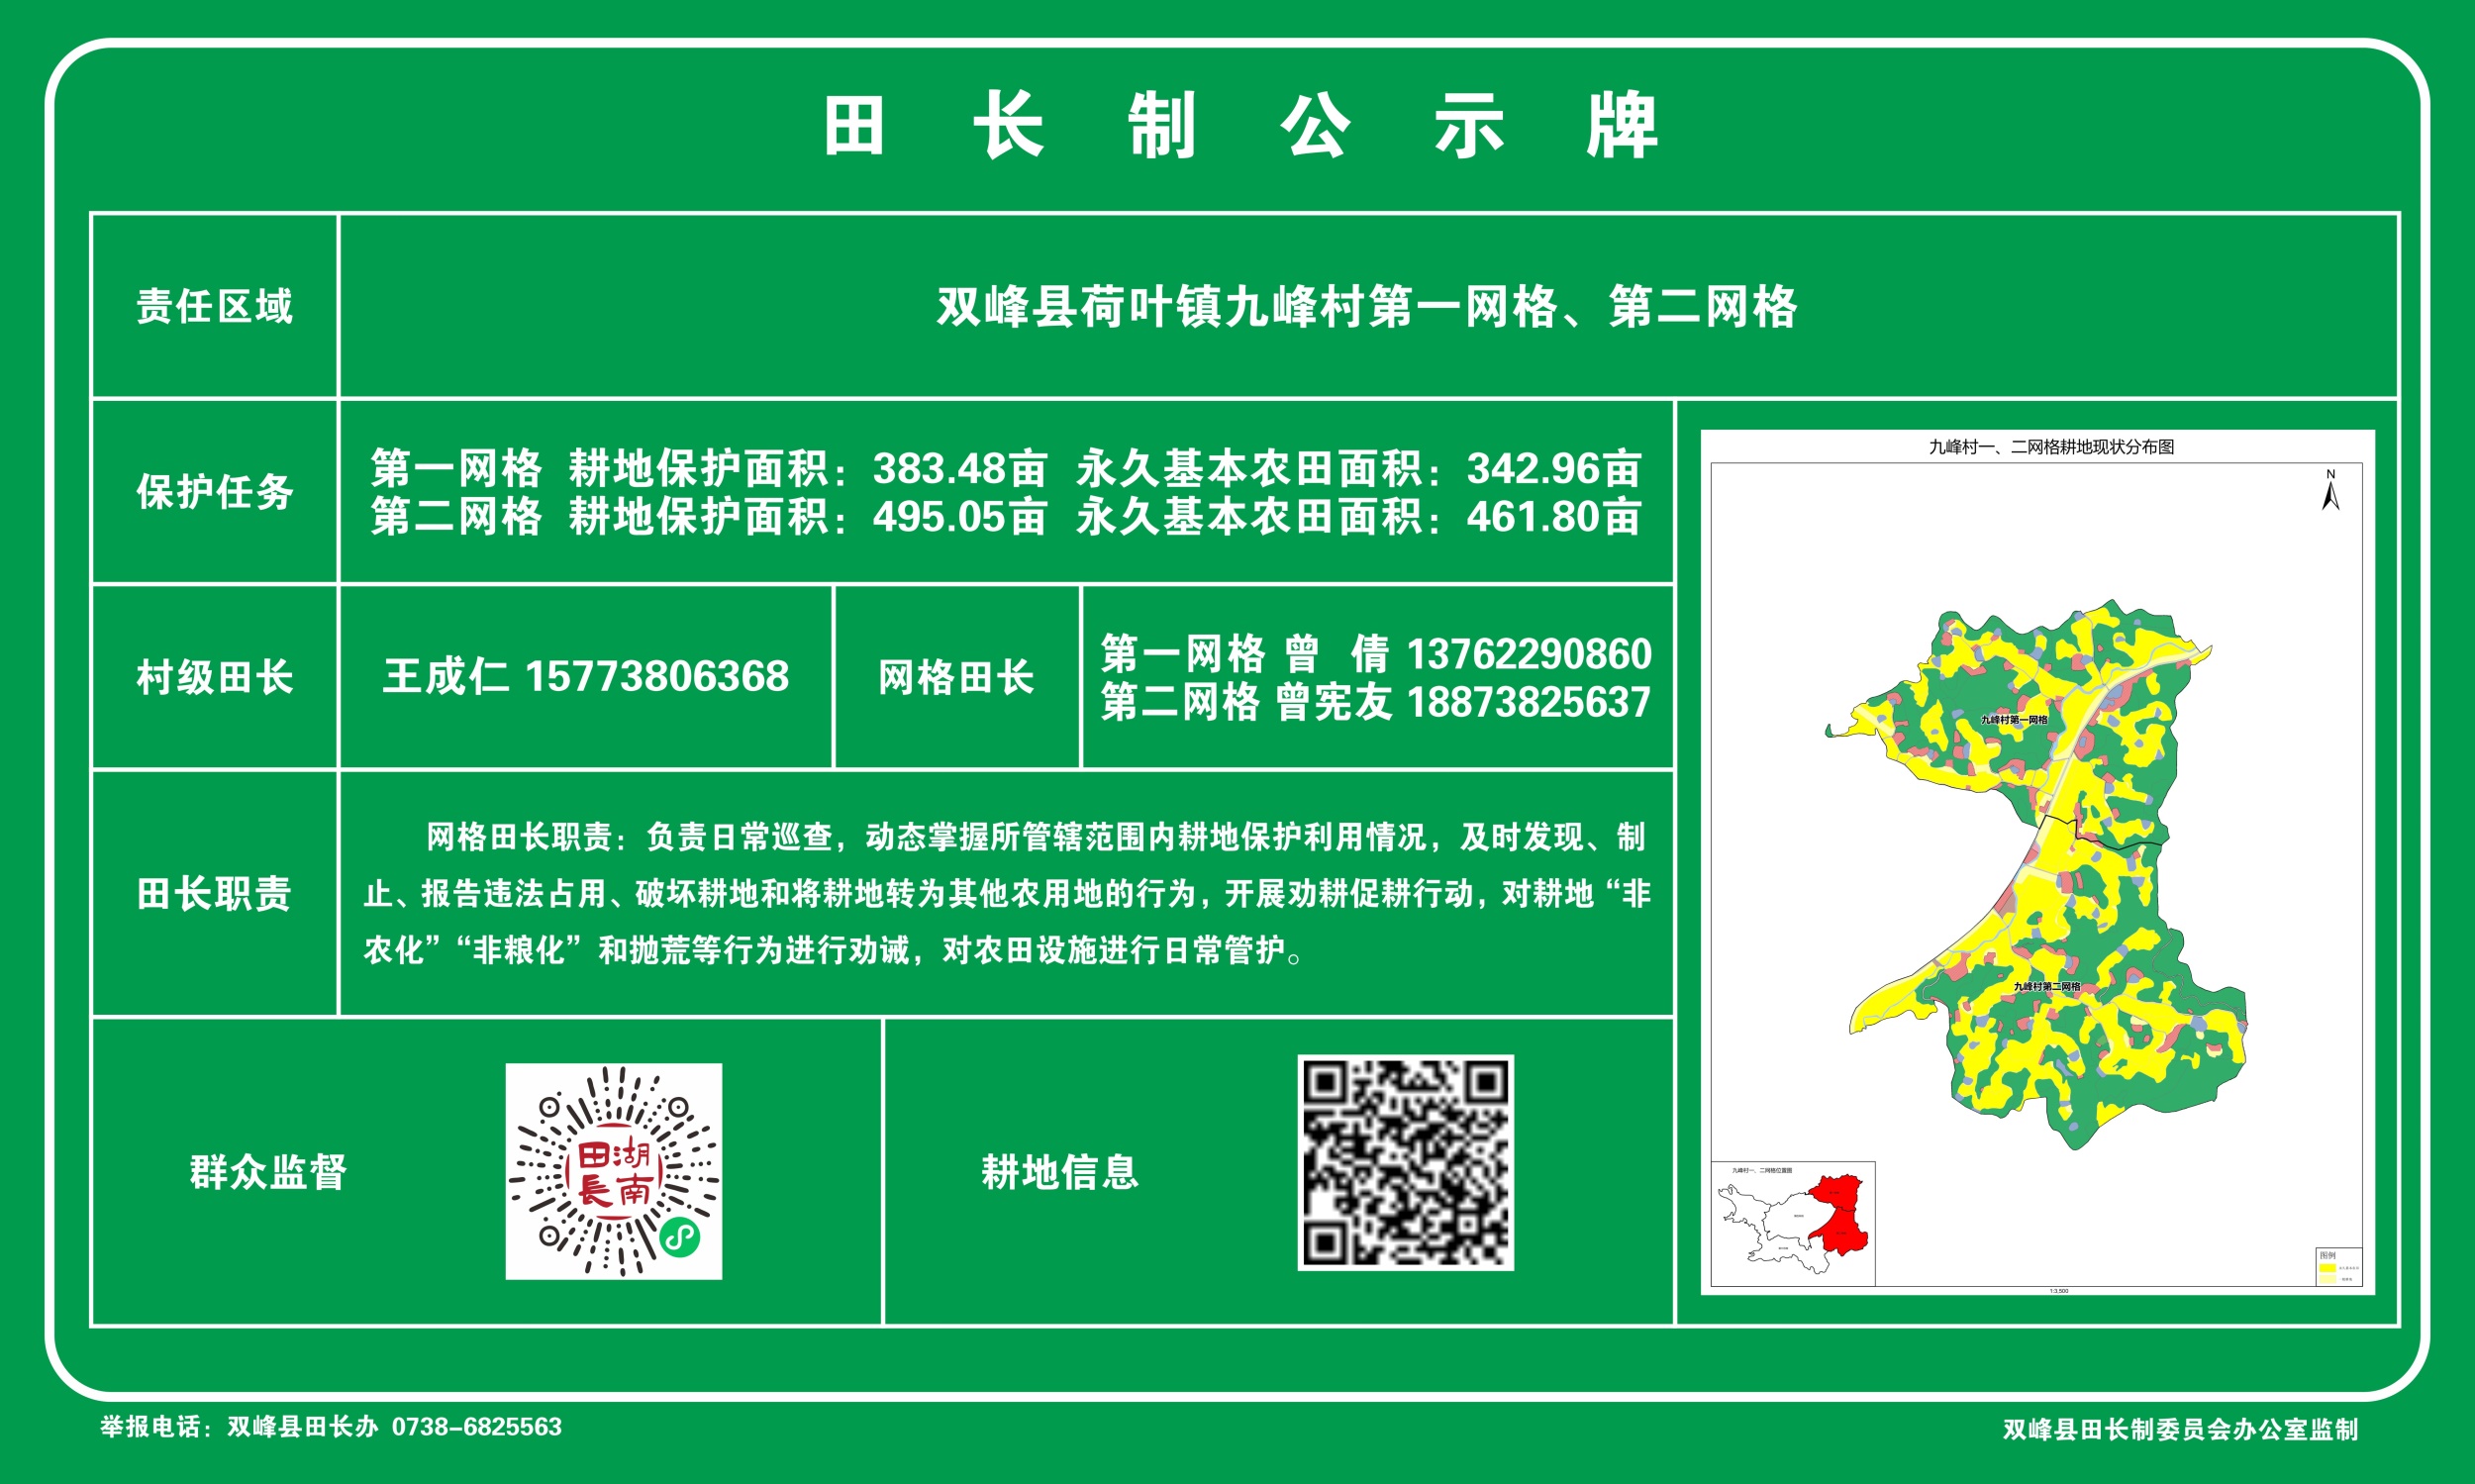 田长制公示牌
责任区域
双峰县荷叶镇九峰村第一网格、第二网格
保护任务
第一网格 耕地保护面积：383.48亩 永久基本农田面积：342.96亩
第二网格 耕地保护面积：495.05亩 永久基本农田面积：461.80亩
村级田长
王成仁 15773806368
网格田长
第一网格 曾 倩 13762290860
第二网格 曾宪友 18873825637
田长职责
网格田长职责：负责日常巡查，动态掌握所管辖范围内耕地保护利用情况，及时发现、制
止、报告违法占用、破坏耕地和将耕地转为其他农用地的行为，开展劝耕促耕行动，对耕地“非
农化”“非粮化”和抛荒等行为进行劝诫，对农田设施进行日常管护。
群众监督
湖南
田長
耕地信息
九峰村一、二网格耕地现状分布图
N
九峰村第一网格
九峰村第二网格
九峰村一、二网格位置图
图例
1:3,500
举报电话：双峰县田长办 0738-6825563
双峰县田长制委员会办公室监制